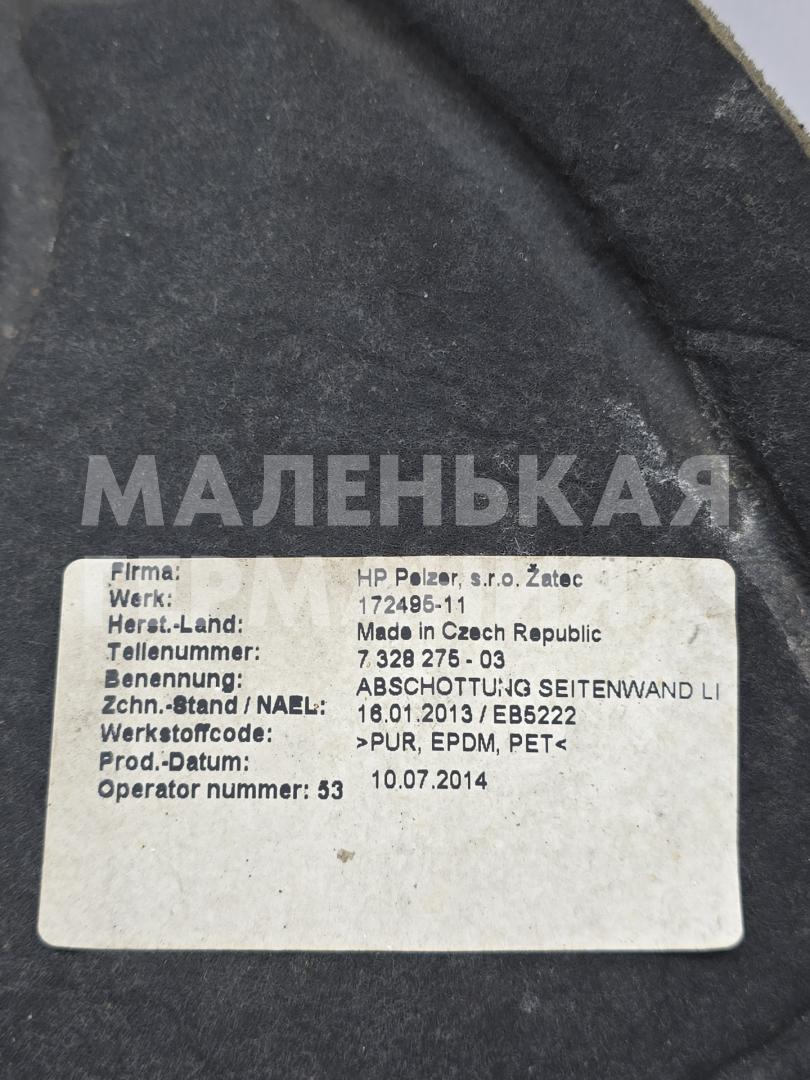 МАЛЕНЬКАЯ
ГЕРМАНИЯ
Firma: HP Pelzer, s.r.o. Žatec
Werk: 172495-11
Herst.-Land: Made in Czech Republic
Teilenummer: 7 328 275 - 03
Benennung: ABSCHOTTUNG SEITENWAND LI
Zchn.-Stand / NAEL: 16.01.2013 / EB5222
Werkstoffcode: >PUR, EPDM, PET<
Prod.-Datum: 10.07.2014
Operator nummer: 53